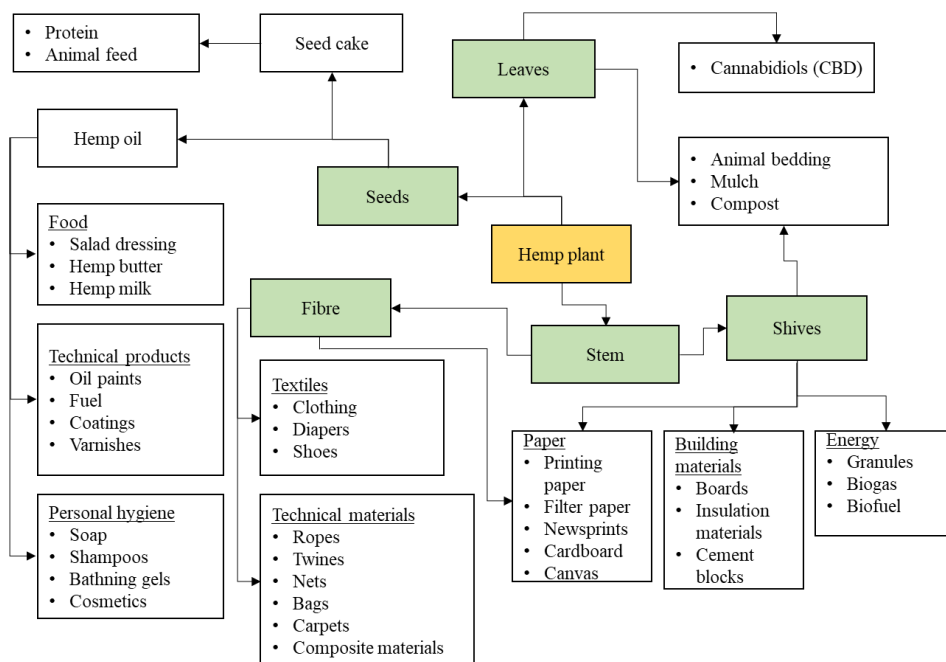 • Protein
• Animal feed
Seed cake
Leaves
• Cannabidiols (CBD)
Hemp oil
• Animal bedding
• Mulch
• Compost
Seeds
Food
• Salad dressing
• Hemp butter
• Hemp milk
Hemp plant
Fibre
Stem
Shives
Technical products
• Oil paints
• Fuel
• Coatings
• Varnishes
Textiles
• Clothing
• Diapers
• Shoes
Paper
• Printing
paper
• Filter paper
• Newsprints
• Cardboard
• Canvas
Building
materials
• Boards
• Insulation
materials
• Cement
blocks
Energy
• Granules
• Biogas
• Biofuel
Personal hygiene
• Soap
• Shampoos
• Bathning gels
• Cosmetics
Technical materials
• Ropes
• Twines
• Nets
• Bags
• Carpets
• Composite materials